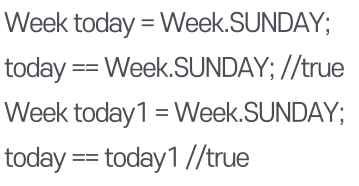 Week today = Week.SUNDAY;
today == Week.SUNDAY; //true
Week today1 = Week.SUNDAY;
today == today1 //true